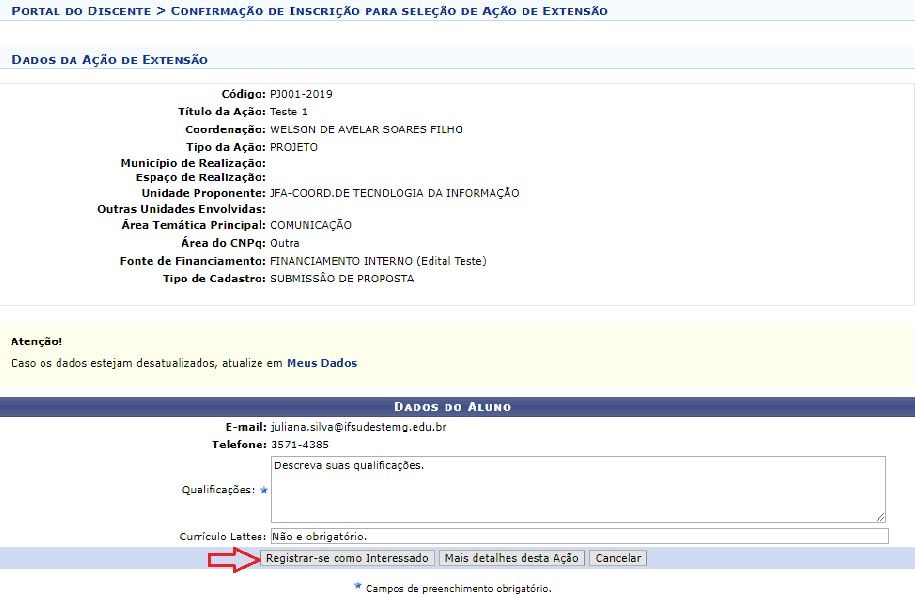 PORTAL DO DISCENTE > CONFIRMAÇÃO DE INSCRIÇÃO PARA SELEÇÃO DE AÇÃO DE EXTENSÃO
DADOS DA AÇÃO DE EXTENSÃO
Código: PJ001-2019
Título da Ação: Teste 1
Coordenação: WELSON DE AVELAR SOARES FILHO
Tipo da Ação: PROJETO
Município de Realização:
Espaço de Realização:
Unidade Proponente: JFA-COORD.DE TECNOLOGIA DA INFORMAÇÃO
Outras Unidades Envolvidas:
Área Temática Principal: COMUNICAÇÃO
Área do CNPq: Outra
Fonte de Financiamento: FINANCIAMENTO INTERNO (Edital Teste)
Tipo de Cadastro: SUBMISSÃO DE PROPOSTA
Atenção!
Caso os dados estejam desatualizados, atualize em Meus Dados
DADOS DO ALUNO
E-mail: juliana.silva@ifsudestemg.edu.br
Telefone: 3571-4385
Qualificações: Descreva suas qualificações.
Currículo Lattes: Não e obrigatório.
Registrar-se como Interessado Mais detalhes desta Ação Cancelar
Campos de preenchimento obrigatório.